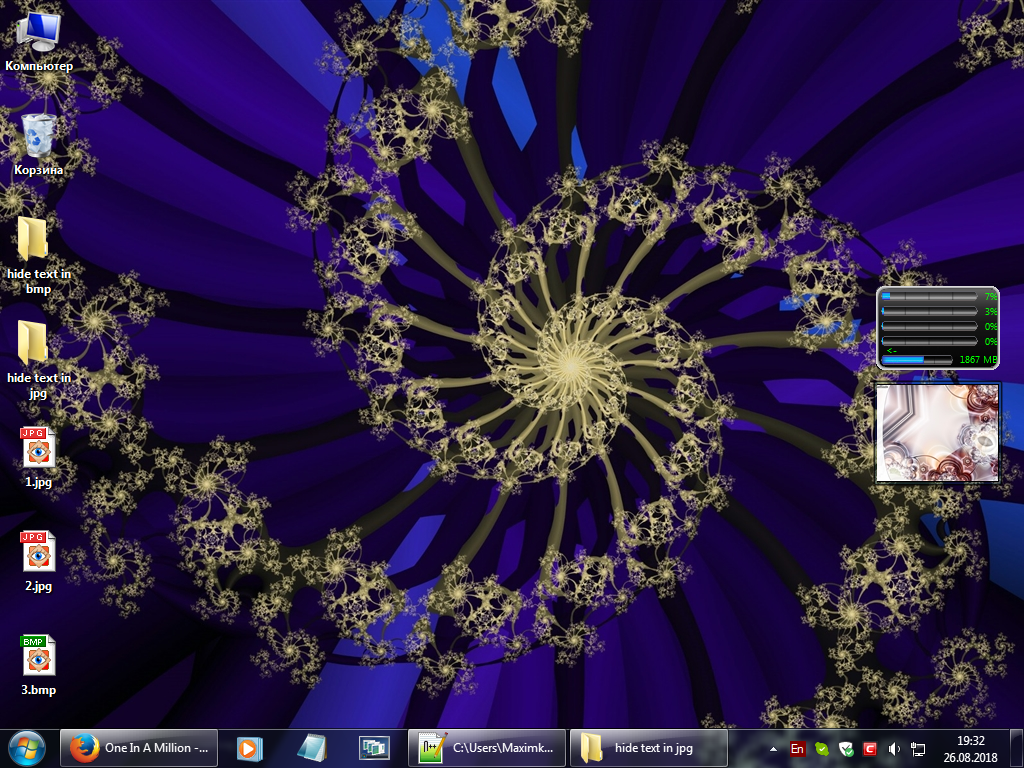 Компьютер
Корзина
hide text in
bmp
hide text in
jpg
JPG
1.jpg
JPG
2.jpg
BMP
3.bmp
7%
3%
0%
0%
<-
1867 MB
One In A Million -...
C:\Users\Maximk...
hide text in jpg
En
19:32
26.08.2018